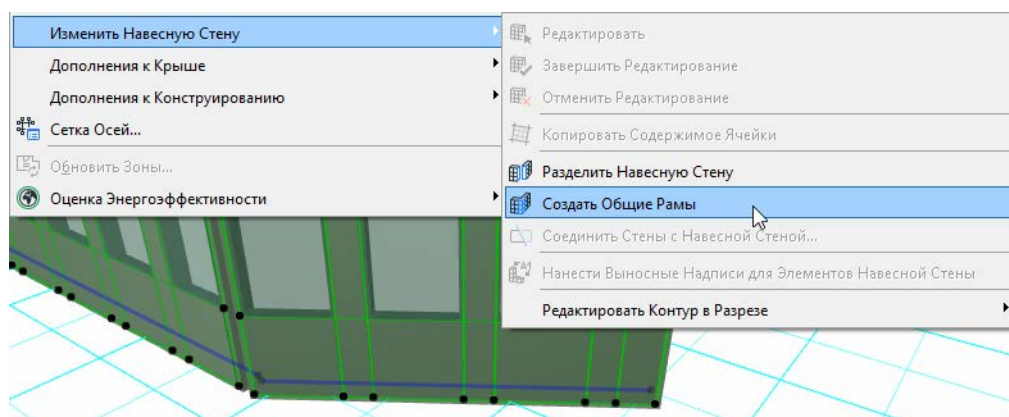 Изменить Навесную Стену
Дополнения к Крыше
Дополнения к Конструированию
Сетка Осей...
Обновить Зоны...
Оценка Энергоэффективности
Редактировать
Завершить Редактирование
Отменить Редактирование
Копировать Содержимое Ячейки
Разделить Навесную Стену
Создать Общие Рамы
Соединить Стены с Навесной Стеной...
Нанести Выносные Надписи для Элементов Навесной Стены
Редактировать Контур в Разрезе